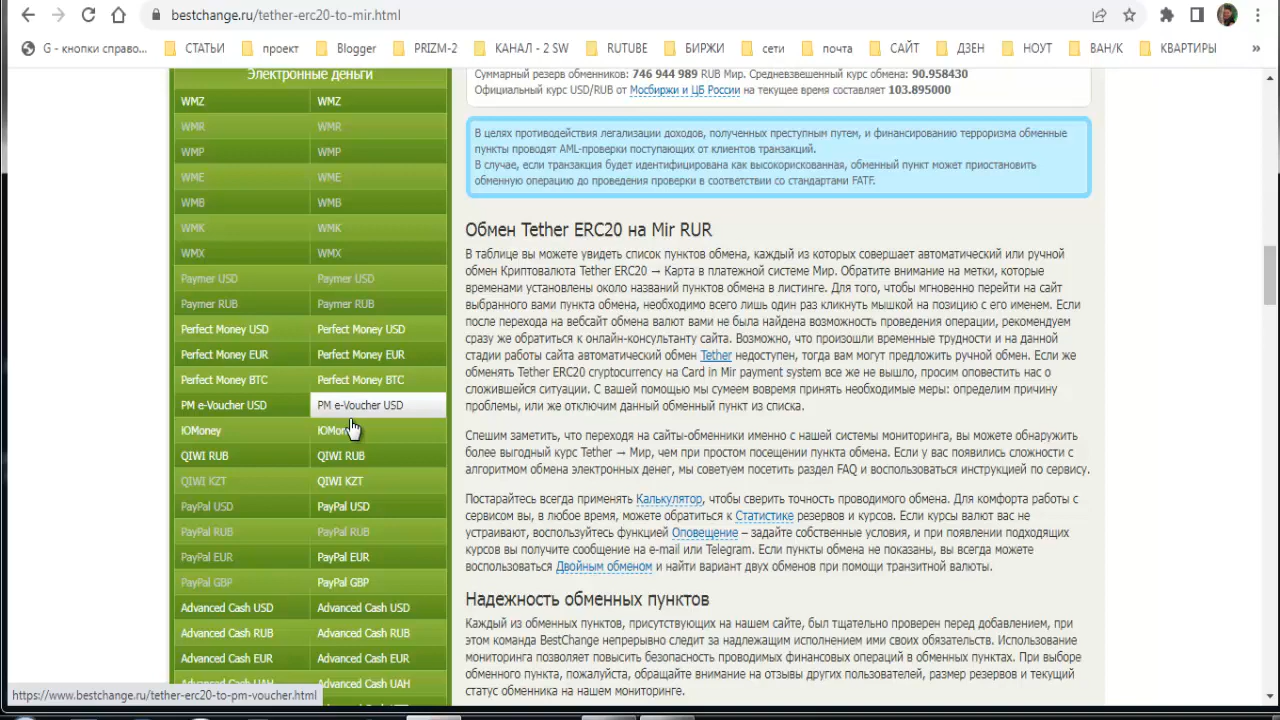 bestchange.ru/tether-erc20-to-mir.html
G - кнопки справо... СТАТЬИ проект Blogger PRIZM-2 КАНАЛ - 2 SW RUTUBE БИРЖИ сети почта САЙТ ДЗЕН НОУТ ВАН/К КВАРТИРЫ »
Электронные деньги
WMZ WMZ
WMR WMR
WMP WMP
WME WME
WMB WMB
WMK WMK
WMX WMX
Paymer USD Paymer USD
Paymer RUB Paymer RUB
Perfect Money USD Perfect Money USD
Perfect Money EUR Perfect Money EUR
Perfect Money BTC Perfect Money BTC
PM e-Voucher USD PM e-Voucher USD
ЮMoney
QIWI RUB QIWI RUB
QIWI KZT QIWI KZT
PayPal USD PayPal USD
PayPal RUB PayPal RUB
PayPal EUR PayPal EUR
PayPal GBP PayPal GBP
Advanced Cash USD Advanced Cash USD
Advanced Cash RUB Advanced Cash RUB
Advanced Cash EUR Advanced Cash EUR
Advanced Cash UAH
Суммарный резерв обменников: 746 944 989 RUB Мир. Средневзвешенный курс обмена: 90.958430
Официальный курс USD/RUB от Мосбиржи и ЦБ России на текущее время составляет 103.895000
В целях противодействия легализации доходов, полученных преступным путем, и финансированию терроризма обменные
пункты проводят AML-проверки поступающих от клиентов транзакций.
В случае, если транзакция будет идентифицирована как высокорискованная, обменный пункт может приостановить
обменную операцию до проведения проверки в соответствии со стандартами FATF.
Обмен Tether ERC20 на Mir RUR
В таблице вы можете увидеть список пунктов обмена, каждый из которых совершает автоматический или ручной
обмен Криптовалюта Tether ERC20 → Карта в платежной системе Мир. Обратите внимание на метки, которые
временами установлены около названий пунктов обмена в листинге. Для того, чтобы мгновенно перейти на сайт
выбранного вами пункта обмена, необходимо всего лишь один раз кликнуть мышкой на позицию с его именем. Если
после перехода на вебсайт обмена валют вами не была найдена возможность проведения операции, рекомендуем
сразу же обратиться к онлайн-консультанту сайта. Возможно, что произошли временные трудности и на данной
стадии работы сайта автоматический обмен Tether недоступен, тогда вам могут предложить ручной обмен. Если же
обменять Tether ERC20 cryptocurrency на Card in Mir payment system все же не вышло, просим оповестить нас о
сложившейся ситуации. С вашей помощью мы сумеем вовремя принять необходимые меры: определим причину
проблемы, или же отключим данный обменный пункт из списка.
Спешим заметить, что переходя на сайты-обменники именно с нашей системы мониторинга, вы можете обнаружить
более выгодный курс Tether → Мир, чем при простом посещении пункта обмена. Если у вас появились сложности с
алгоритмом обмена электронных денег, мы советуем посетить раздел FAQ и воспользоваться инструкцией по сервису.
Постарайтесь всегда применять Калькулятор, чтобы сверить точность проводимого обмена. Для комфорта работы с
сервисом вы, в любое время, можете обратиться к Статистике резервов и курсов. Если курсы валют вас не
устраивают, воспользуйтесь функцией Оповещение – задайте собственные условия, и при появлении подходящих
курсов вы получите сообщение на e-mail или Telegram. Если пункты обмена не показаны, вы всегда можете
воспользоваться Двойным обменом и найти вариант двух обменов при помощи транзитной валюты.
Надежность обменных пунктов
Каждый из обменных пунктов, присутствующих на нашем сайте, был тщательно проверен перед добавлением, при
этом команда BestChange непрерывно следит за надлежащим исполнением ими своих обязательств. Использование
мониторинга позволяет повысить безопасность проводимых финансовых операций в обменных пунктах. При выборе
обменного пункта, пожалуйста, обращайте внимание на отзывы других пользователей, размер резервов и текущий
статус обменника на нашем мониторинге.
https://www.bestchange.ru/tether-erc20-to-pm-voucher.html